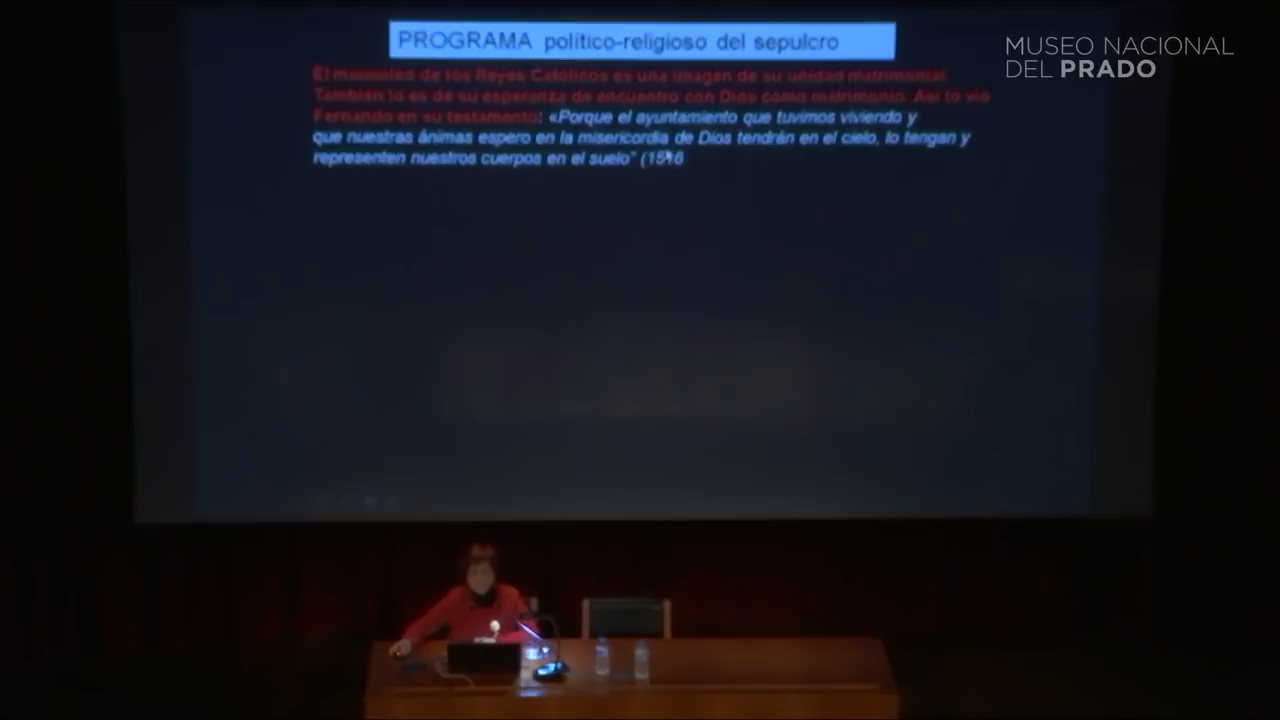 PROGRAMA político-religioso del sepulcro
MUSEO NACIONAL
DEL PRADO
El mausoleo de los Reyes Católicos es una imagen de su unidad matrimonial.
También lo es de su esperanza de encuentro con Dios como matrimonio. Así lo vio
Fernando en su testamento: «Porque el ayuntamiento que tuvimos viviendo y
que nuestras ánimas espero en la misericordia de Dios tendrán en el cielo, lo tengan y
representen nuestros cuerpos en el suelo" (1516